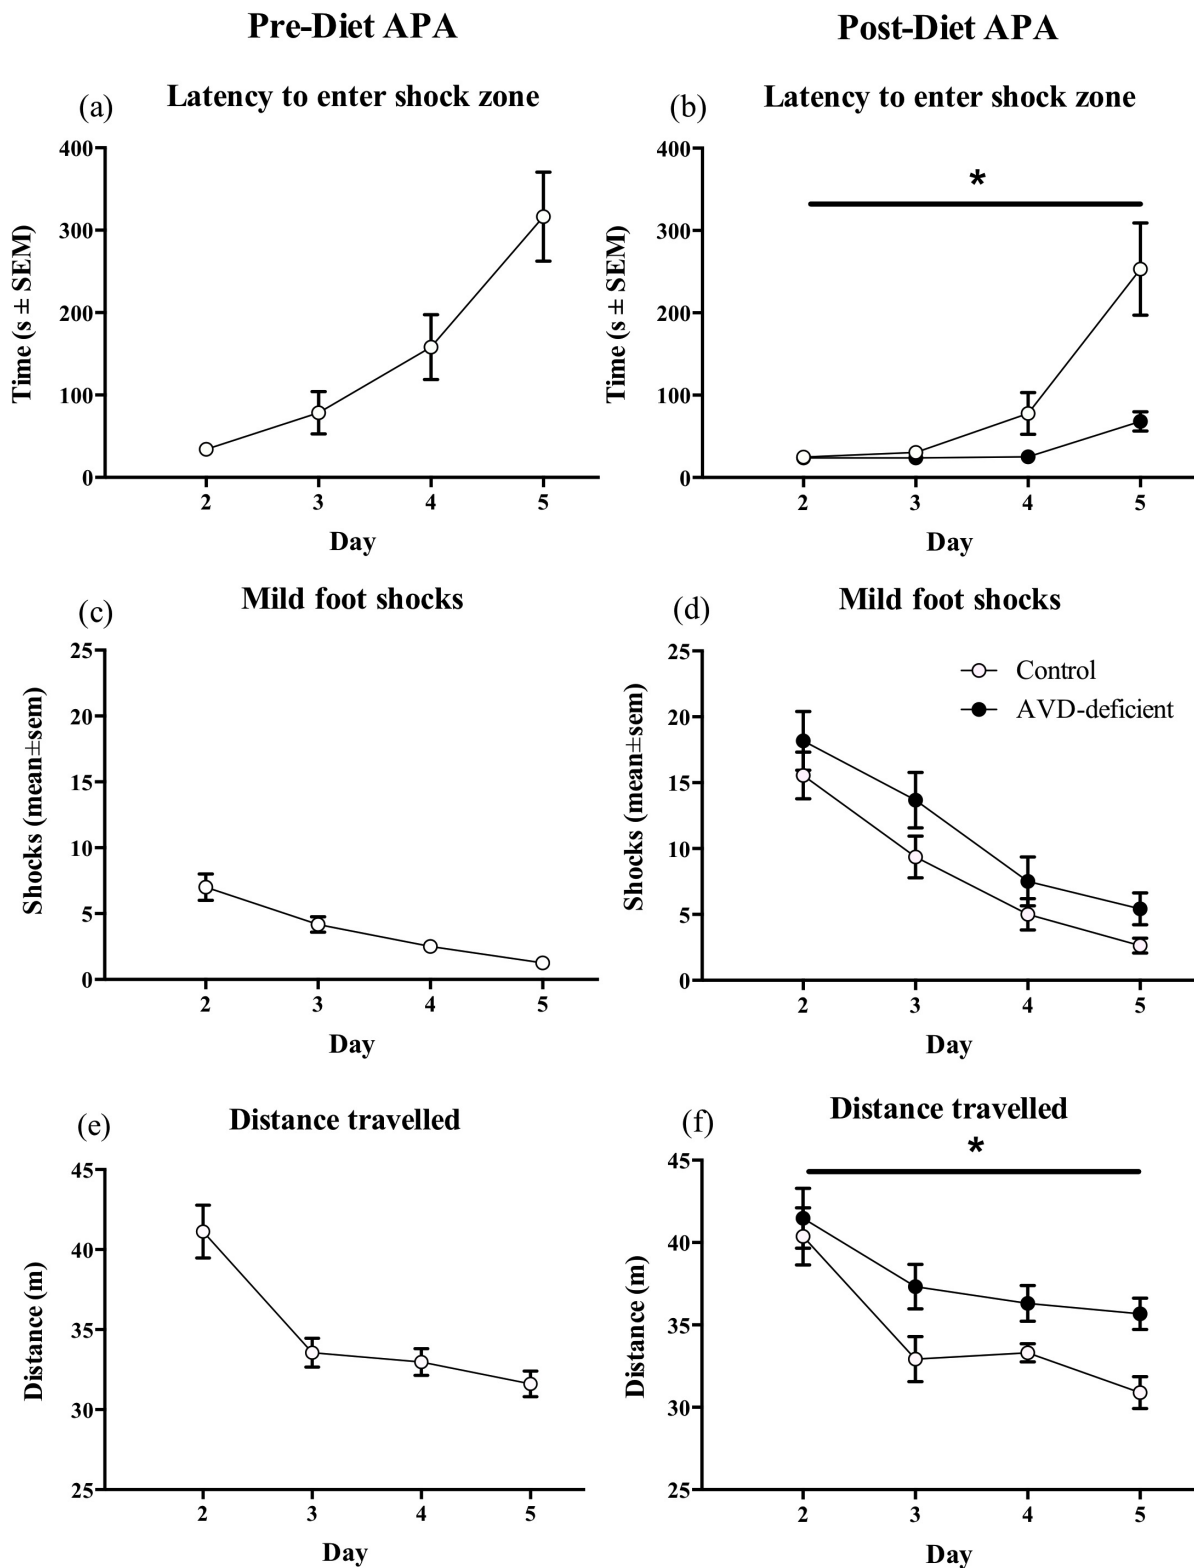 Pre-Diet APA
Post-Diet APA
(a)
Latency to enter shock zone
400
300
200
100
0
Time (s ± SEM)
2 3 4 5
Day
(b)
Latency to enter shock zone
*
400
300
200
100
0
Time (s ± SEM)
2 3 4 5
Day
(c)
Mild foot shocks
25
20
15
10
5
0
Shocks (mean±sem)
2 3 4 5
Day
(d)
Mild foot shocks
Control
AVD-deficient
25
20
15
10
5
0
Shocks (mean±sem)
2 3 4 5
Day
(e)
Distance travelled
45
40
35
30
25
Distance (m)
2 3 4 5
Day
(f)
Distance travelled
*
45
40
35
30
25
Distance (m)
2 3 4 5
Day